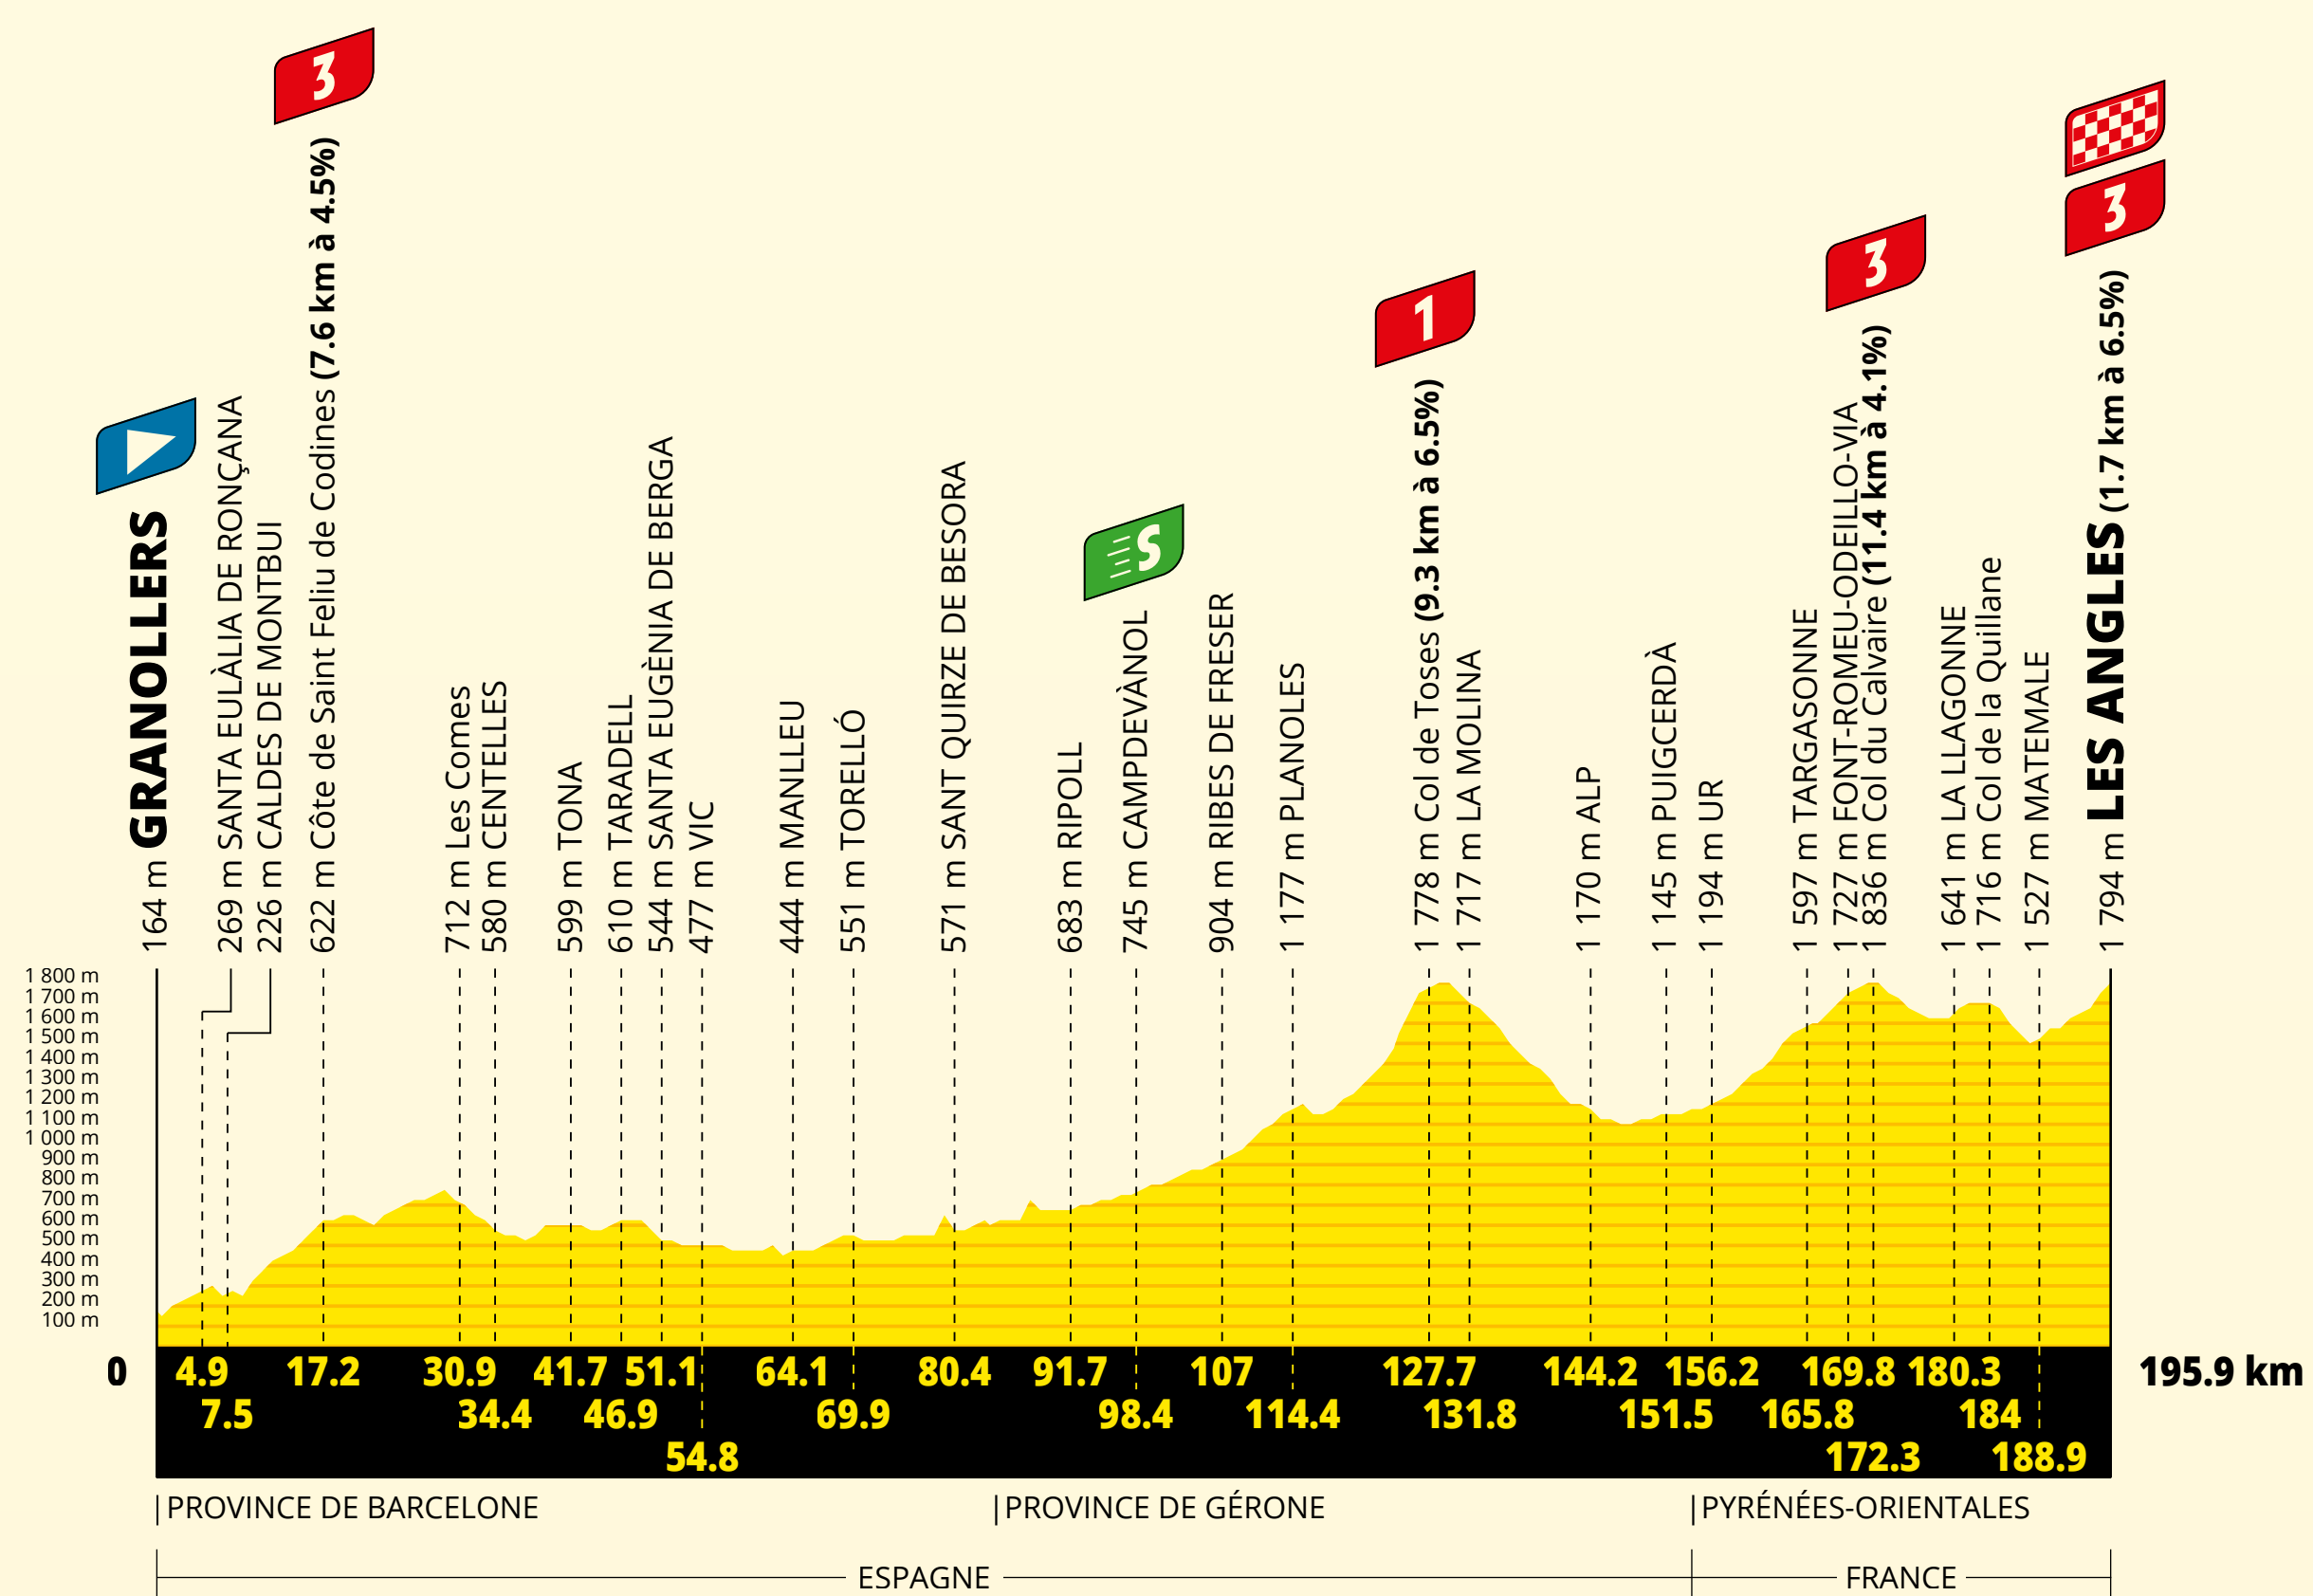 3
3
3
1
S
164 m GRANOLLERS
269 m SANTA EULÀLIA DE RONÇANA
226 m CALDES DE MONTBUI
622 m Côte de Saint Feliu de Codines (7.6 km à 4.5%)
712 m Les Comes
580 m CENTELLES
599 m TONA
610 m TARADELL
544 m SANTA EUGÈNIA DE BERGA
477 m VIC
444 m MANLLEU
551 m TORELLÓ
571 m SANT QUIRZE DE BESORA
683 m RIPOLL
745 m CAMPDEVÀNOL
904 m RIBES DE FRESER
1 177 m PLANOLES
1 778 m Col de Toses (9.3 km à 6.5%)
1 717 m LA MOLINA
1 170 m ALP
1 145 m PUIGCERDÀ
1 194 m UR
1 597 m TARGASONNE
1 727 m FONT-ROMEU-ODEILLO-VIA
1 836 m Col du Calvaire (11.4 km à 4.1%)
1 641 m LA LLAGONNE
1 716 m Col de la Quillane
1 527 m MATEMALE
1 794 m LES ANGLES (1.7 km à 6.5%)
1 800 m
1 700 m
1 600 m
1 500 m
1 400 m
1 300 m
1 200 m
1 100 m
1 000 m
900 m
800 m
700 m
600 m
500 m
400 m
300 m
200 m
100 m
0 4.9 17.2 30.9 41.7 51.1 64.1 80.4 91.7 107 127.7 144.2 156.2 169.8 180.3 195.9 km
7.5 34.4 46.9 69.9 98.4 114.4 131.8 151.5 165.8 184
54.8 172.3 188.9
PROVINCE DE BARCELONE PROVINCE DE GÉRONE PYRÉNÉES-ORIENTALES
ESPAGNE FRANCE